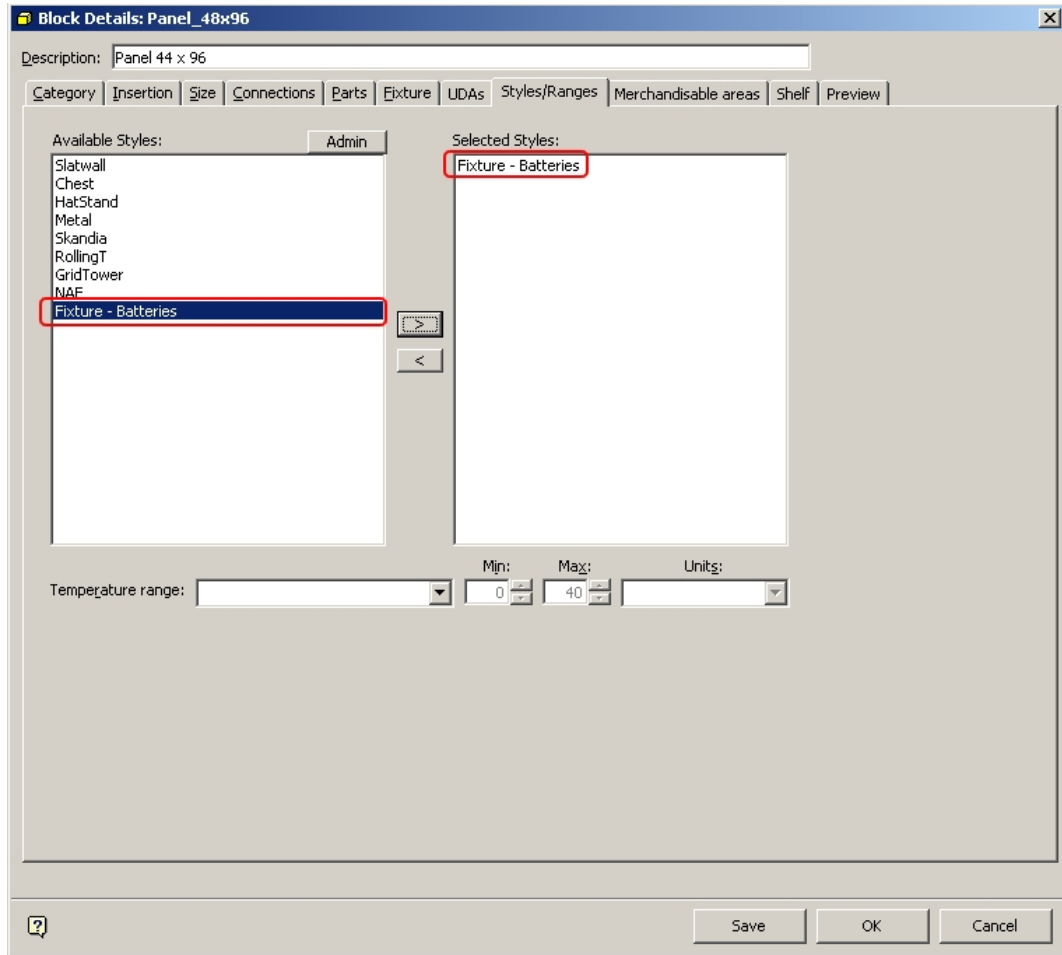 Block Details: Panel_48x96
Description: Panel 44 x 96
Category Insertion Size Connections Parts Fixture UDAs Styles/Ranges Merchandisable areas Shelf Preview
Available Styles: Admin Selected Styles:
Slatwall
Chest
HatStand
Metal
Skandia
RollingT
GridTower
NAF
Fixture - Batteries
Fixture - Batteries
>
<
Min: Max: Units:
Temperature range: 0 40
Save OK Cancel